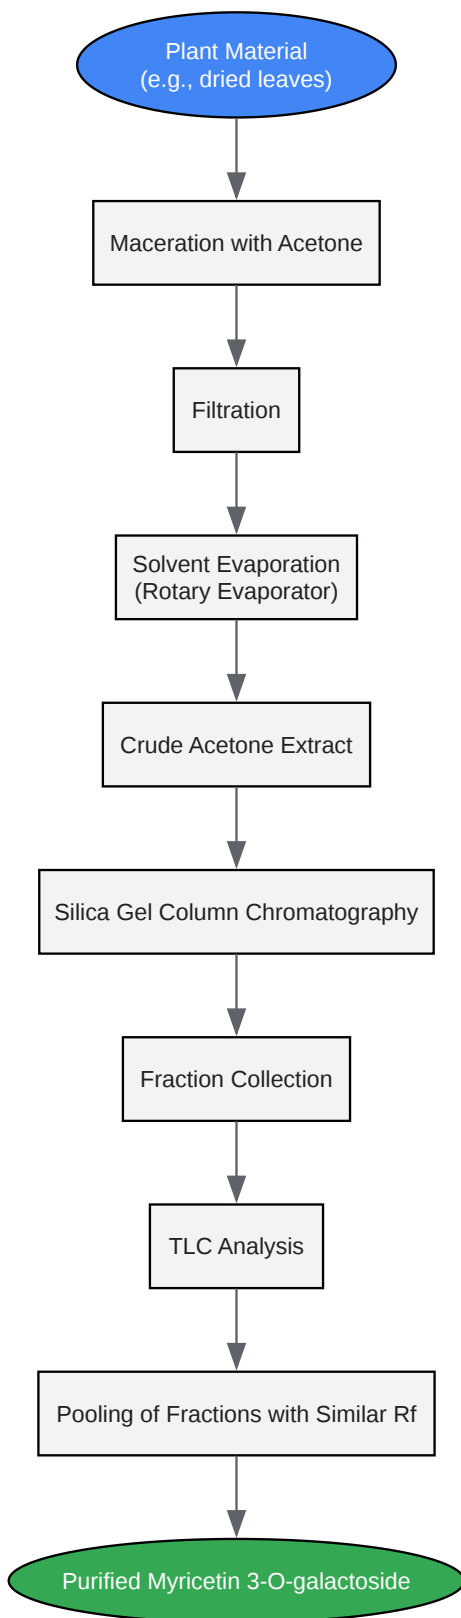 Plant Material
(e.g., dried leaves)
Maceration with Acetone
Filtration
Solvent Evaporation
(Rotary Evaporator)
Crude Acetone Extract
Silica Gel Column Chromatography
Fraction Collection
TLC Analysis
Pooling of Fractions with Similar Rf
Purified Myricetin 3-O-galactoside